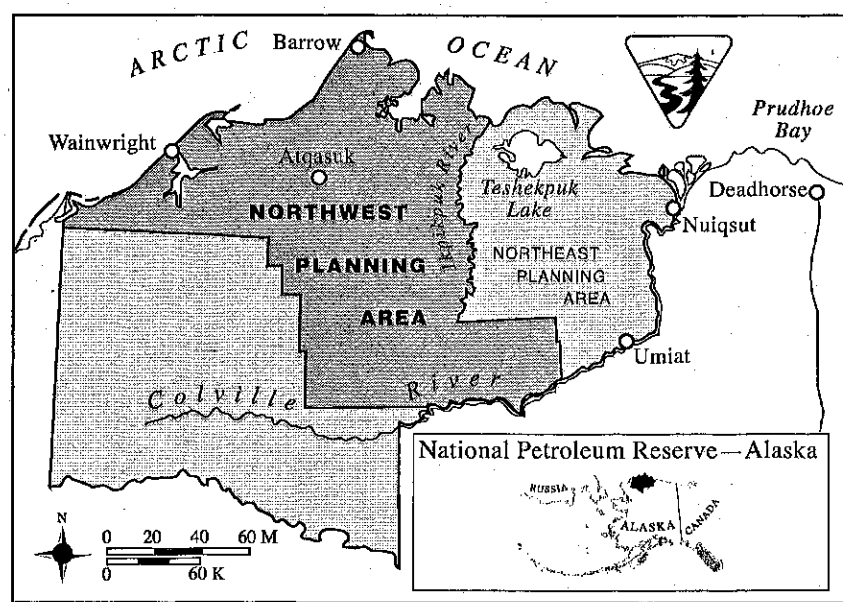 ARCTIC OCEAN
Barrow
Prudhoe
Bay
Wainwright
Atqasuk
Ikpikpuk River
Teshekpuk
Lake
Deadhorse
Nuiqsut
NORTHWEST
PLANNING
AREA
NORTHEAST
PLANNING
AREA
Umiat
Colville River
National Petroleum Reserve—Alaska
RUSSIA
ALASKA
CANADA
N
0 20 40 60 M
0 60 K